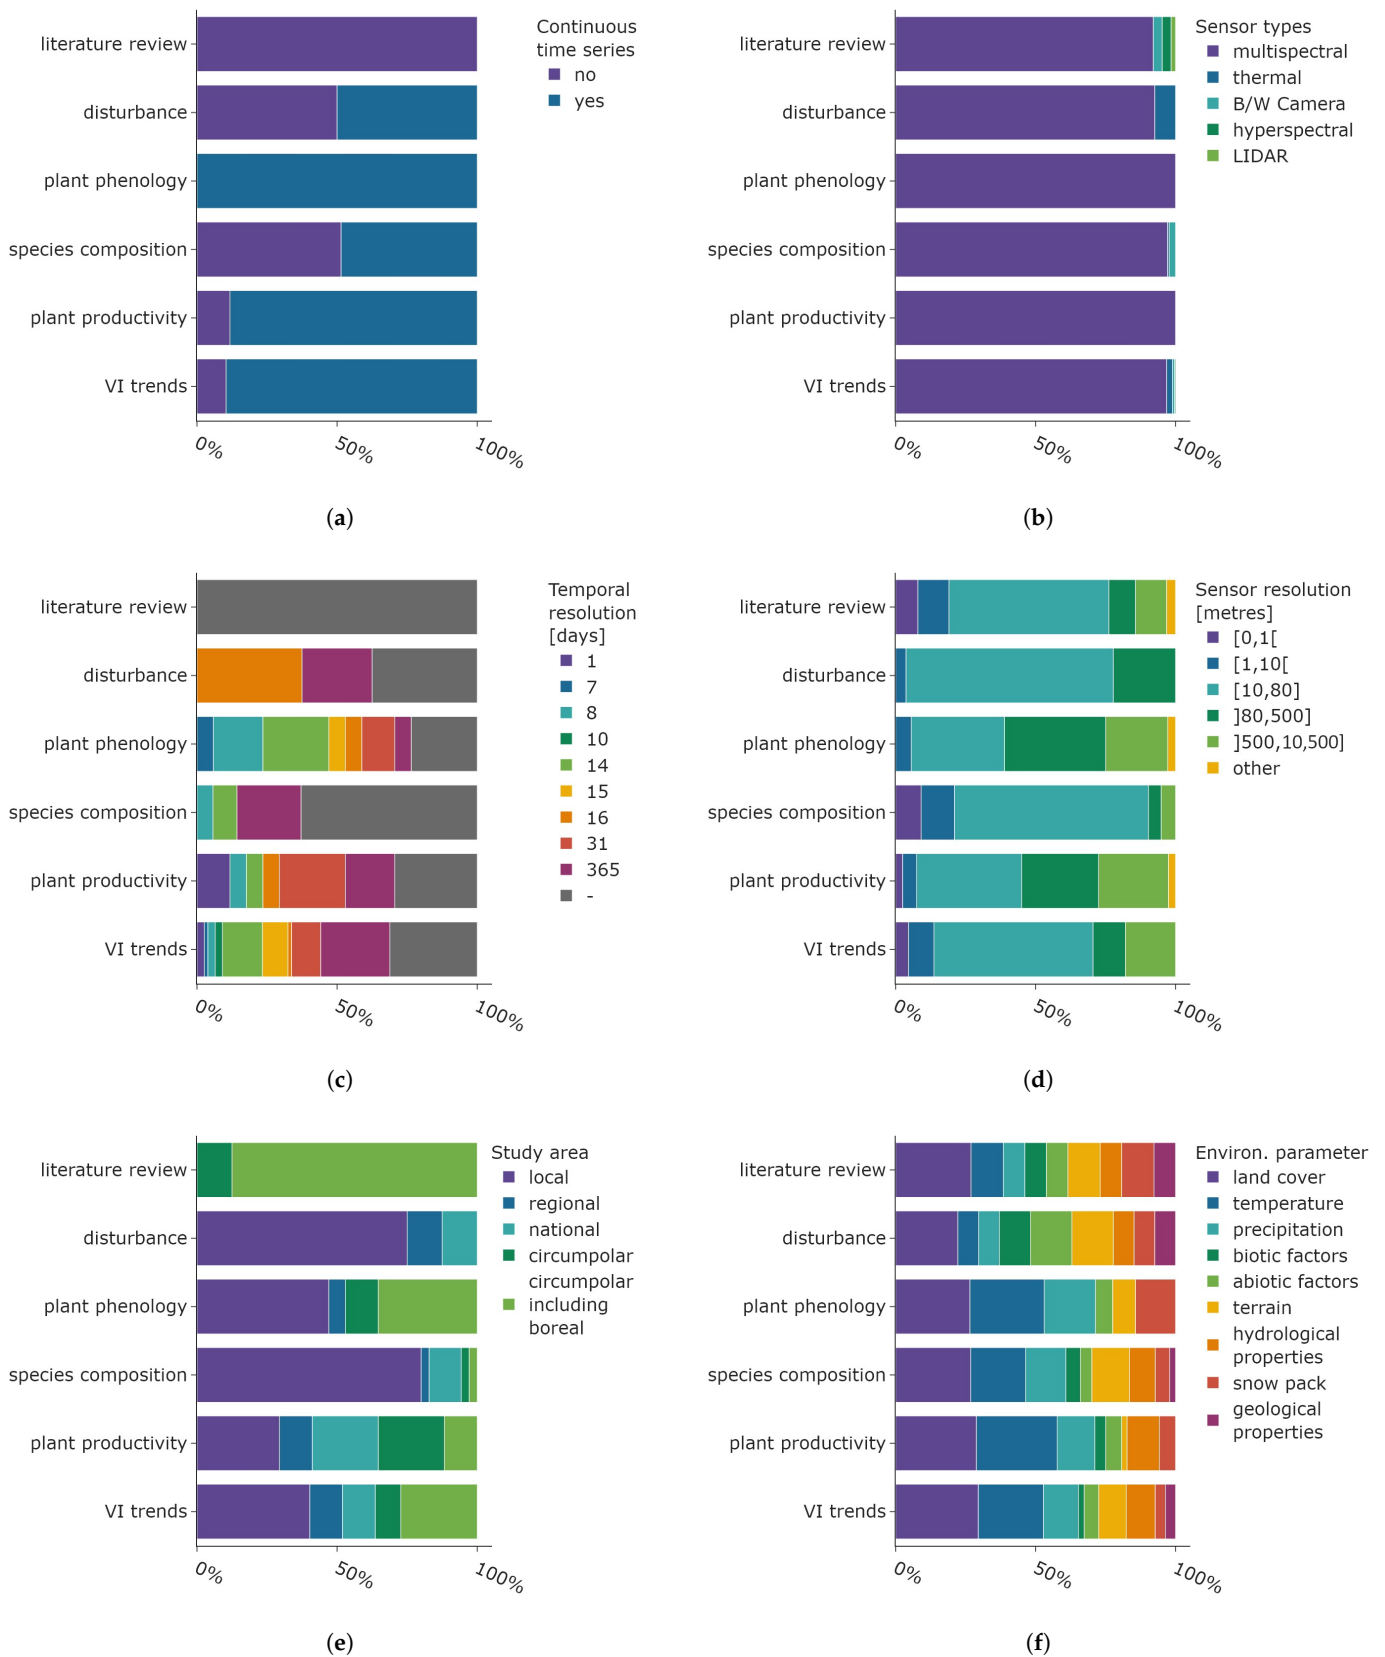 Continuous
time series
no
yes
literature review
disturbance
plant phenology
species composition
plant productivity
VI trends
0%
50%
100%
(a)
Sensor types
multispectral
thermal
B/W Camera
hyperspectral
LIDAR
literature review
disturbance
plant phenology
species composition
plant productivity
VI trends
0%
50%
100%
(b)
Temporal
resolution
[days]
1
7
8
10
14
15
16
31
365
-
literature review
disturbance
plant phenology
species composition
plant productivity
VI trends
0%
50%
100%
(c)
Sensor resolution
[metres]
[0,1[
[1,10[
[10,80]
]80,500]
]500,10,500]
other
literature review
disturbance
plant phenology
species composition
plant productivity
VI trends
0%
50%
100%
(d)
Study area
local
regional
national
circumpolar
circumpolar
including
boreal
literature review
disturbance
plant phenology
species composition
plant productivity
VI trends
0%
50%
100%
(e)
Environ. parameter
land cover
temperature
precipitation
biotic factors
abiotic factors
terrain
hydrological
properties
snow pack
geological
properties
literature review
disturbance
plant phenology
species composition
plant productivity
VI trends
0%
50%
100%
(f)